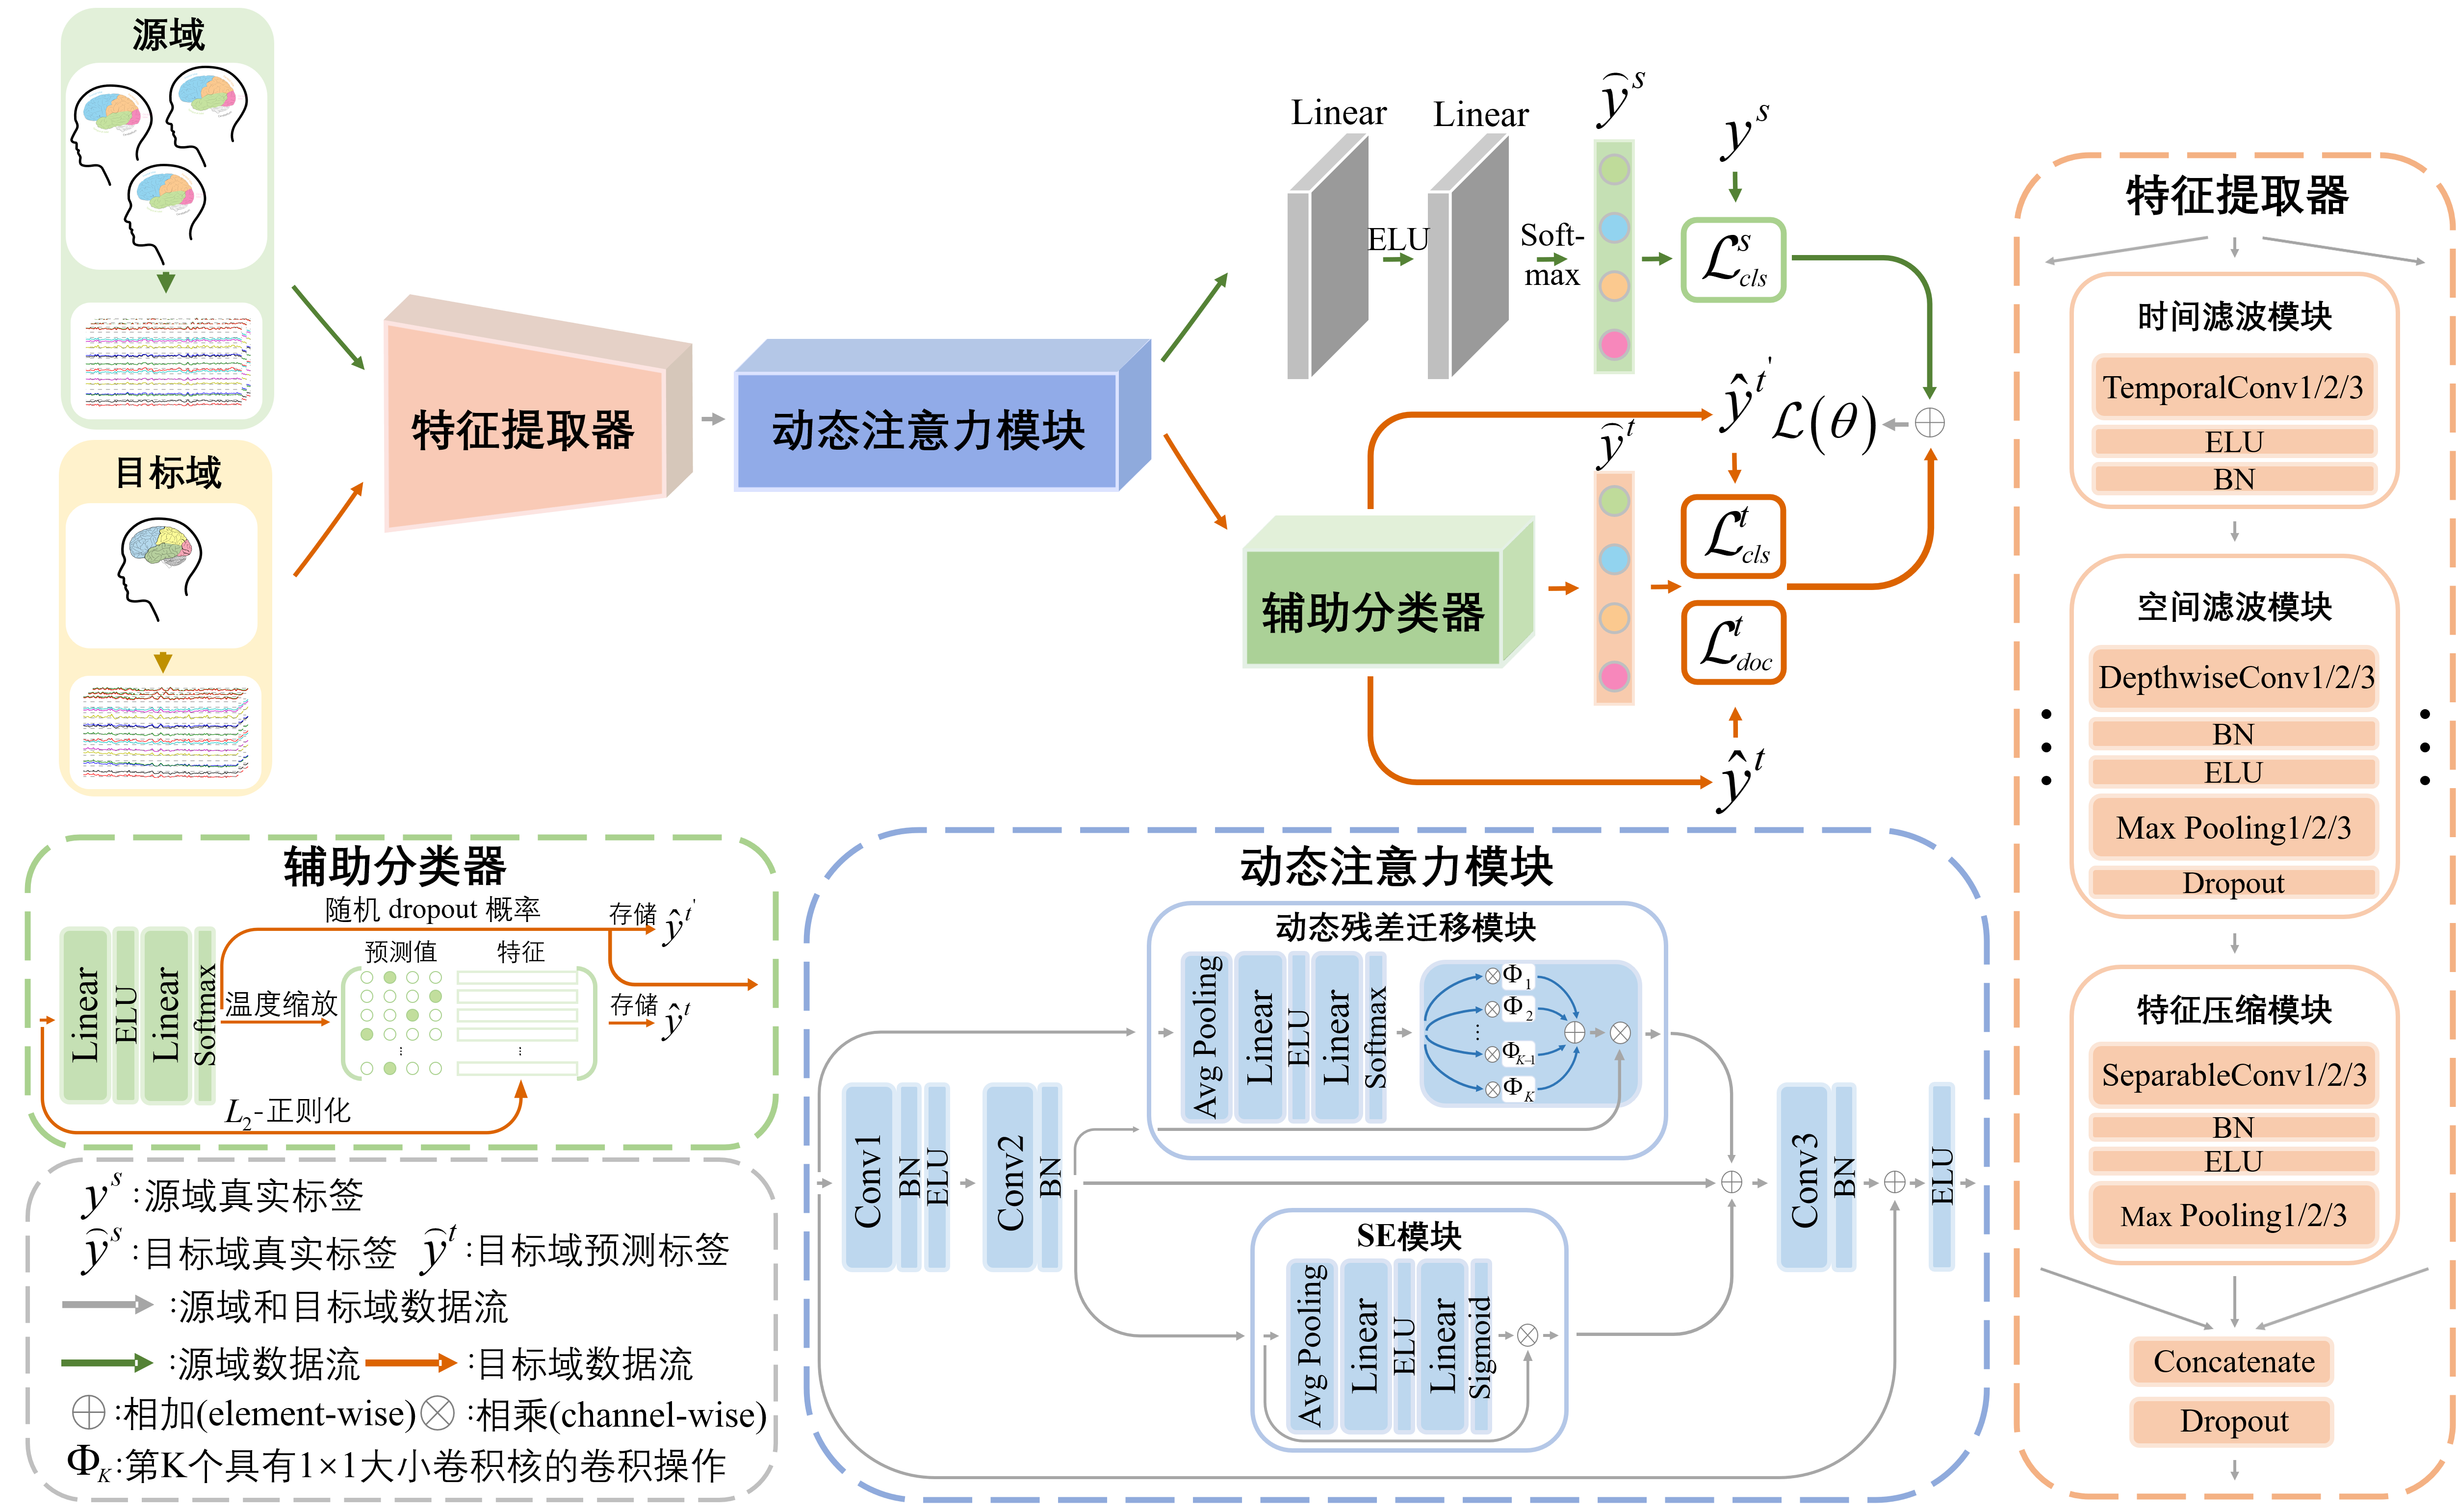 源域
目标域
特征提取器
动态注意力模块
Linear
Linear
ELU
Soft-
max
$\widehat{y}^{s}$
$y^{s}$
$\mathcal{L}^{s}_{cls}$
$\hat{y}^{t'}$
$\mathcal{L}(\theta)$
⊕
$\widehat{y}^{t}$
$\mathcal{L}^{t}_{cls}$
辅助分类器
$\mathcal{L}^{t}_{doc}$
$\hat{y}^{t}$
特征提取器
时间滤波模块
TemporalConv1/2/3
ELU
BN
空间滤波模块
DepthwiseConv1/2/3
BN
ELU
Max Pooling1/2/3
Dropout
特征压缩模块
SeparableConv1/2/3
BN
ELU
Max Pooling1/2/3
Concatenate
Dropout
辅助分类器
随机 dropout 概率
存储 $\hat{y}^{t'}$
预测值
特征
Linear
ELU
Linear
Softmax
温度缩放
存储 $\hat{y}^{t}$
$L_2$-正则化
动态注意力模块
动态残差迁移模块
Avg Pooling
Linear
ELU
Linear
Softmax
⊗ $\Phi_1$
⊗ $\Phi_2$
⊗ $\Phi_{K-1}$
⊗ $\Phi_K$
⊕
⊗
Conv1
BN
ELU
Conv2
BN
⊕
Conv3
BN
⊕
ELU
SE模块
Avg Pooling
Linear
ELU
Linear
Sigmoid
⊗
$y^{s}$:源域真实标签
$\widehat{y}^{s}$:目标域真实标签 $\widehat{y}^{t}$:目标域预测标签
:源域和目标域数据流
:源域数据流 :目标域数据流
⊕:相加(element-wise) ⊗:相乘(channel-wise)
$\Phi_K$:第K个具有1×1大小卷积核的卷积操作